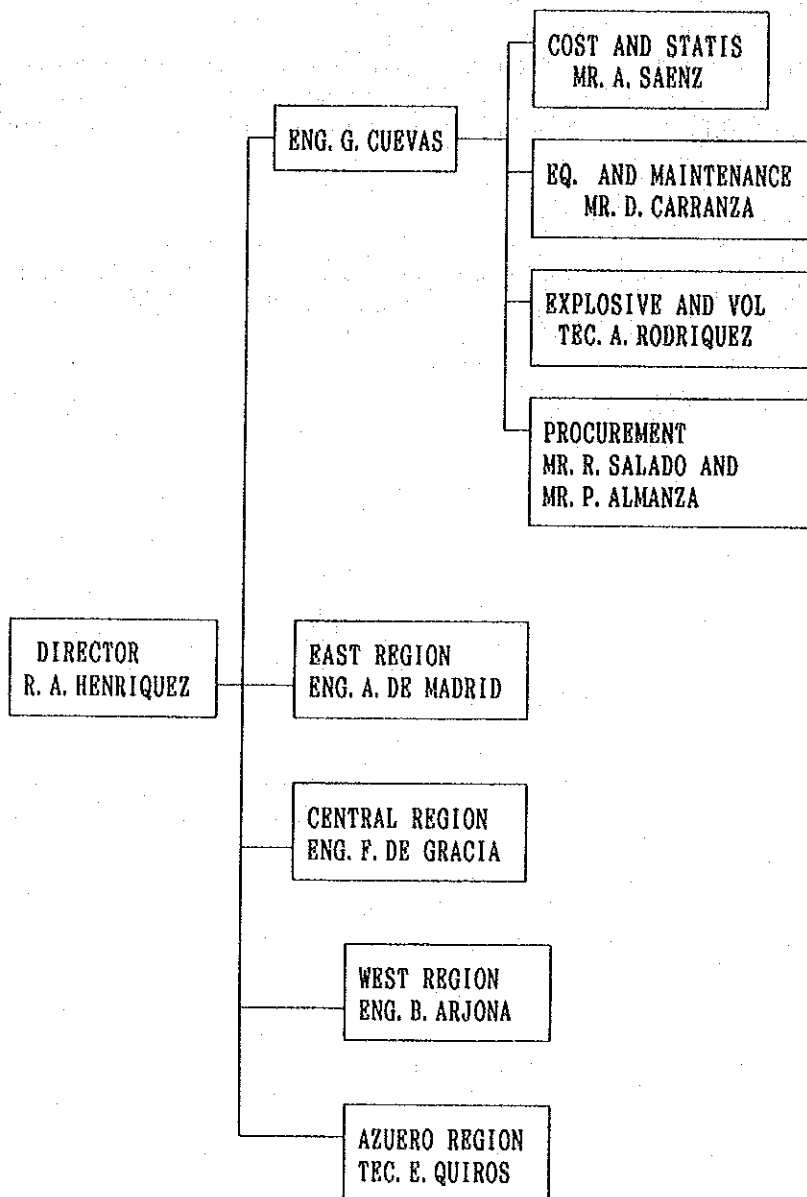 COST AND STATIS
MR. A. SAENZ
ENG. G. CUEVAS
EQ. AND MAINTENANCE
MR. D. CARRANZA
EXPLOSIVE AND VOL
TEC. A. RODRIQUEZ
PROCUREMENT
MR. R. SALADO AND
MR. P. ALMANZA
DIRECTOR
R. A. HENRIQUEZ
EAST REGION
ENG. A. DE MADRID
CENTRAL REGION
ENG. F. DE GRACIA
WEST REGION
ENG. B. ARJONA
AZUERO REGION
TEC. E. QUIROS